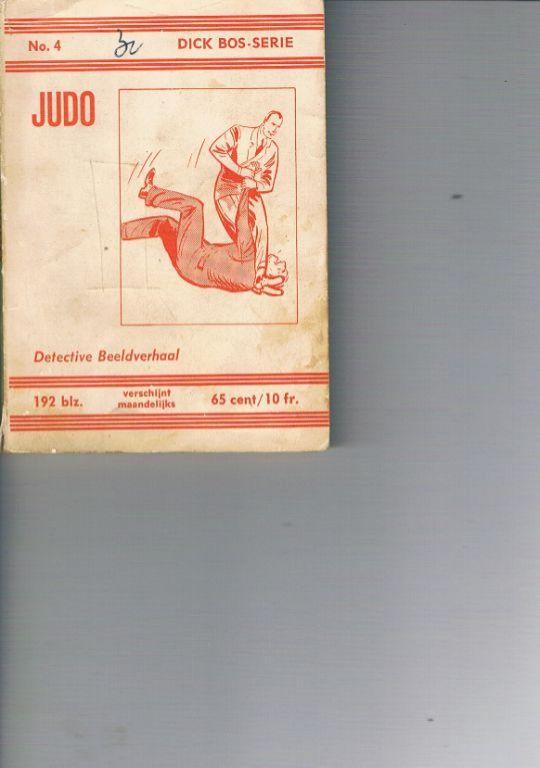 No. 4 DICK BOS-SERIE
JUDO
Detective Beeldverhaal
192 blz. verschijnt maandelijks 65 cent/10 fr.